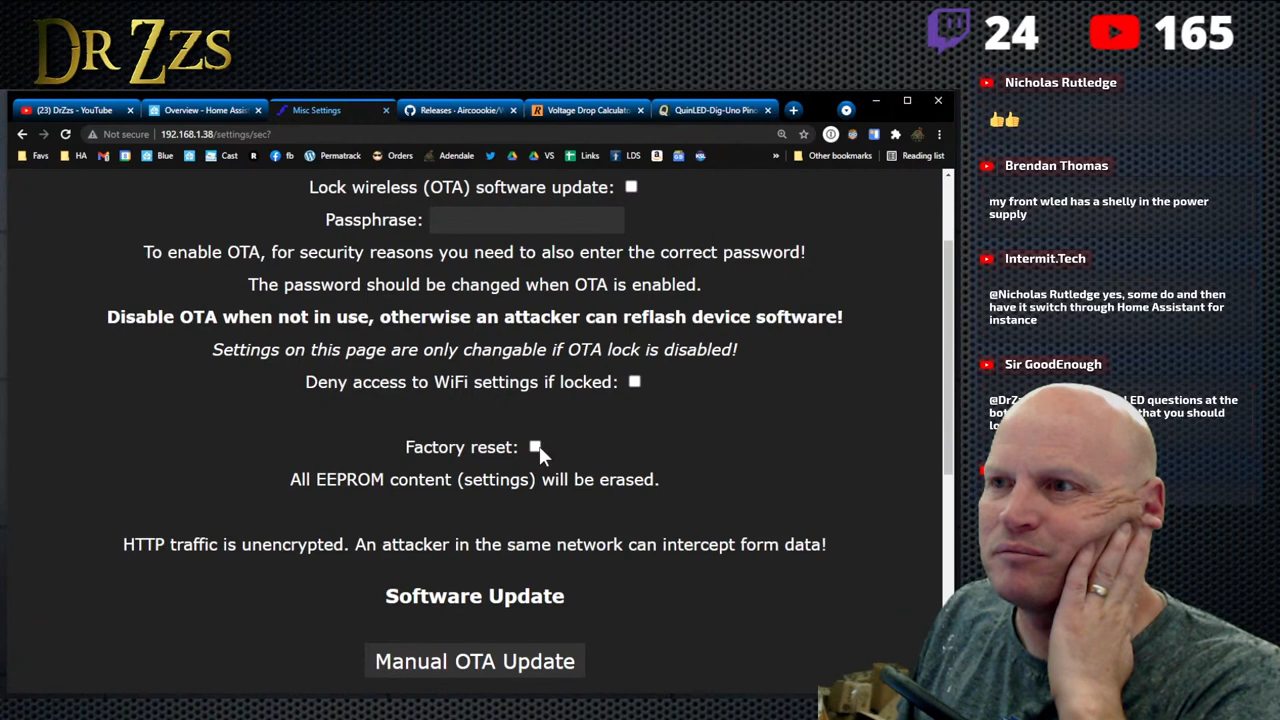 DR ZZS
24
165
(23) DrZzs - YouTube
Overview - Home Assis
Misc Settings
Releases · Aircoookie/W
Voltage Drop Calculato
QuinLED-Dig-Uno Pino
Not secure
192.168.1.38/settings/sec?
Favs
HA
Blue
Cast
fb
Permatrack
Orders
Adendale
VS
Links
LDS
KSL
Other bookmarks
Reading list
Lock wireless (OTA) software update:
Passphrase:
To enable OTA, for security reasons you need to also enter the correct password!
The password should be changed when OTA is enabled.
Disable OTA when not in use, otherwise an attacker can reflash device software!
Settings on this page are only changable if OTA lock is disabled!
Deny access to WiFi settings if locked:
Factory reset:
All EEPROM content (settings) will be erased.
HTTP traffic is unencrypted. An attacker in the same network can intercept form data!
Software Update
Manual OTA Update
Nicholas Rutledge
Brendan Thomas
my front wled has a shelly in the power
supply
Intermit.Tech
@Nicholas Rutledge yes, some do and then
have it switch through Home Assistant for
instance
Sir GoodEnough
ED questions at the
that you should